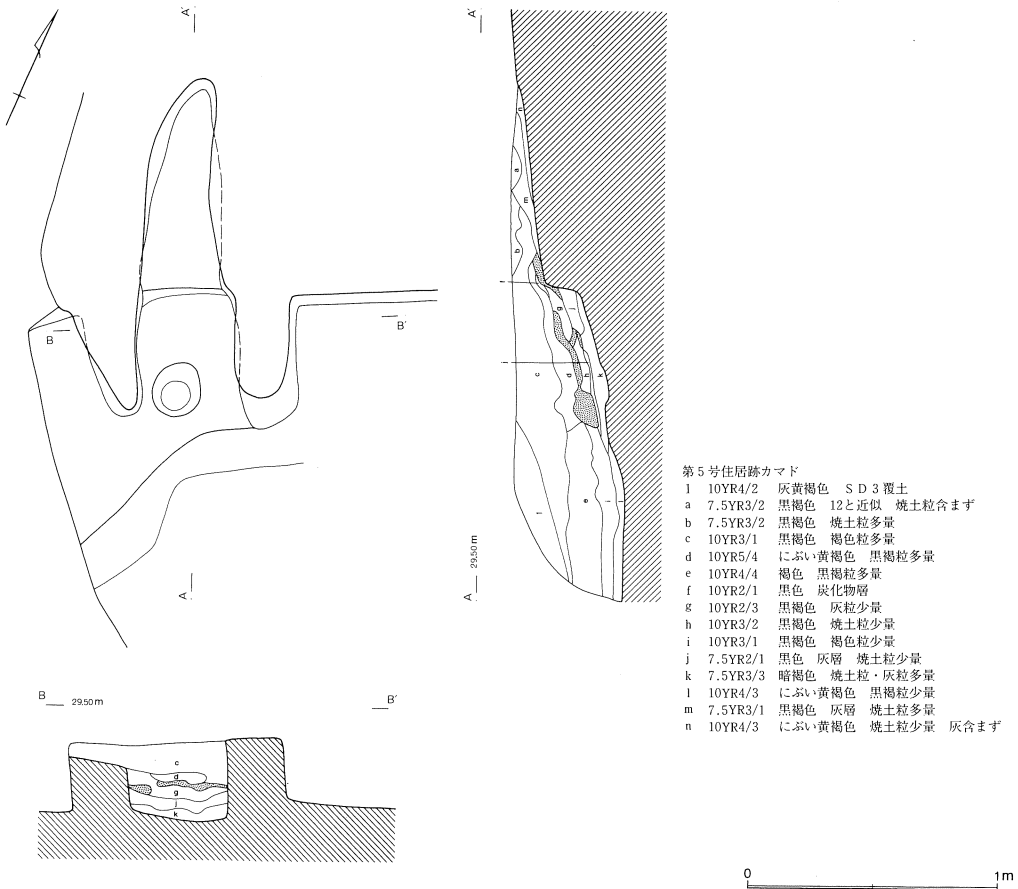 A′
A′
B
B′
A
A
29.50m
a
E
b
g
c
d
h
k
e
第5号住居跡カマド
1 10YR4/2 灰黄褐色 SD3覆土
a 7.5YR3/2 黒褐色 12と近似 焼土粒含まず
b 7.5YR3/2 黒褐色 焼土粒多量
c 10YR3/1 黒褐色 褐色粒多量
d 10YR5/4 にぶい黄褐色 黒褐粒多量
e 10YR4/4 褐色 黒褐粒多量
f 10YR2/1 黒色 炭化物層
g 10YR2/3 黒褐色 灰粒少量
h 10YR3/2 黒褐色 焼土粒少量
i 10YR3/1 黒褐色 褐色粒少量
j 7.5YR2/1 黒色 灰層 焼土粒少量
k 7.5YR3/3 暗褐色 焼土粒・灰粒多量
l 10YR4/3 にぶい黄褐色 黒褐粒少量
m 7.5YR3/1 黒褐色 灰層 焼土粒多量
n 10YR4/3 にぶい黄褐色 焼土粒少量 灰含まず
B 29.50m B′
c
d
g
j
k
0 1m